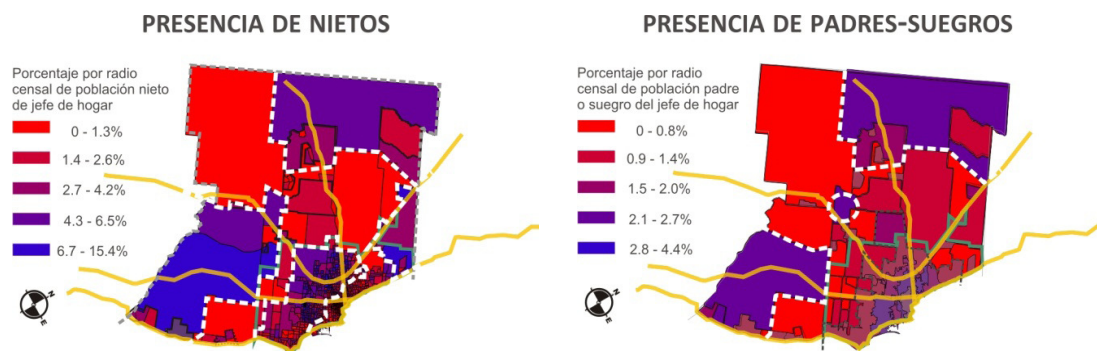 PRESENCIA DE NIETOS
Porcentaje por radio
censal de población nieto
de jefe de hogar
0 - 1.3%
1.4 - 2.6%
2.7 - 4.2%
4.3 - 6.5%
6.7 - 15.4%
N
E
PRESENCIA DE PADRES-SUEGROS
Porcentaje por radio
censal de población padre
o suegro del jefe de hogar
0 - 0.8%
0.9 - 1.4%
1.5 - 2.0%
2.1 - 2.7%
2.8 - 4.4%
N
E